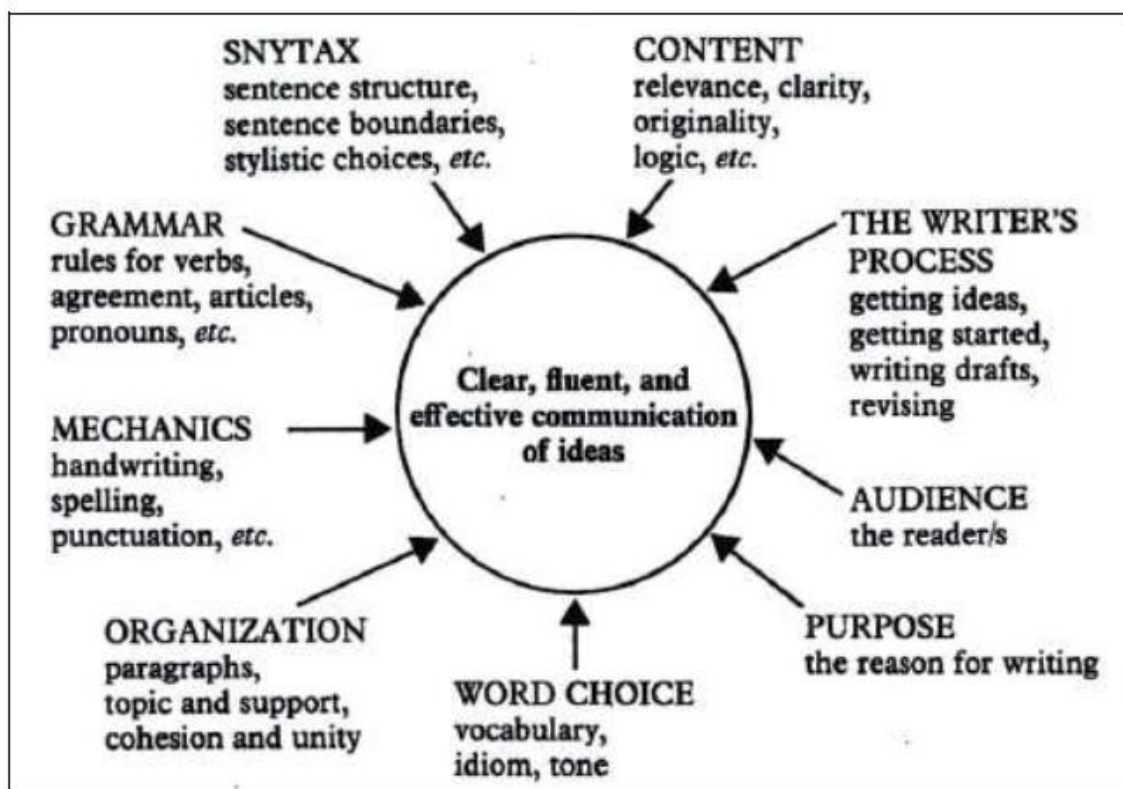 SNYTAX
sentence structure,
sentence boundaries,
stylistic choices, etc.
CONTENT
relevance, clarity,
originality,
logic, etc.
THE WRITER'S
PROCESS
getting ideas,
getting started,
writing drafts,
revising
AUDIENCE
the reader/s
PURPOSE
the reason for writing
WORD CHOICE
vocabulary,
idiom, tone
ORGANIZATION
paragraphs,
topic and support,
cohesion and unity
MECHANICS
handwriting,
spelling,
punctuation, etc.
GRAMMAR
rules for verbs,
agreement, articles,
pronouns, etc.
Clear, fluent, and
effective communication
of ideas